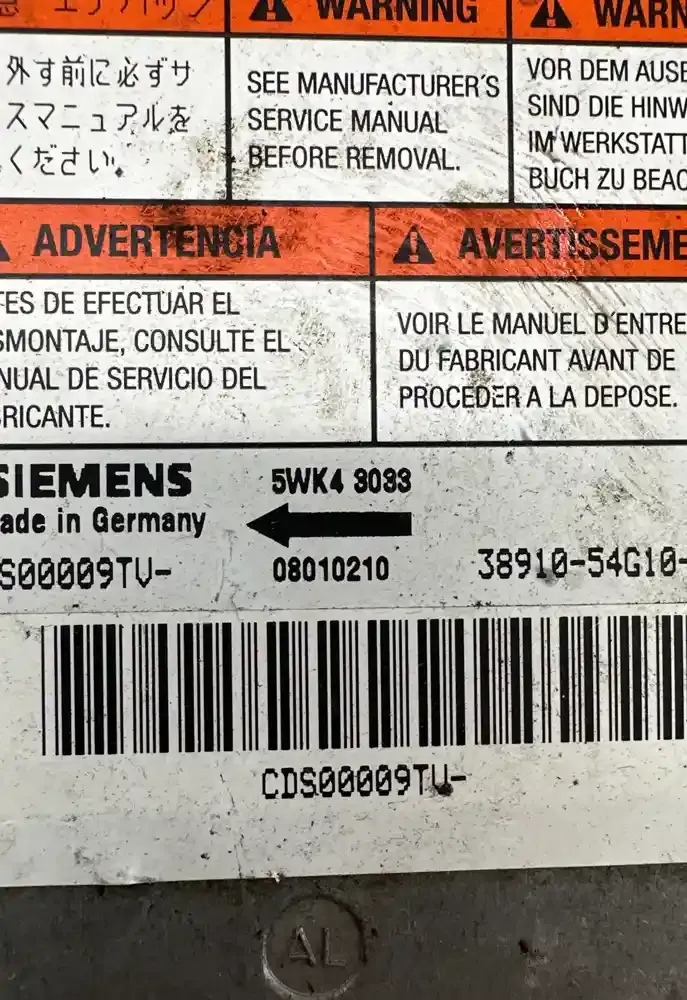 WARNING
WARN
外す前に必ずサ
スマニュアルを
ください。
SEE MANUFACTURER'S
SERVICE MANUAL
BEFORE REMOVAL.
VOR DEM AUSE
SIND DIE HINW
IM WERKSTATT
BUCH ZU BEAC
ADVERTENCIA
AVERTISSEME
TES DE EFECTUAR EL
SMONTAJE, CONSULTE EL
NUAL DE SERVICIO DEL
BRICANTE.
VOIR LE MANUEL D'ENTRE
DU FABRICANT AVANT DE
PROCEDER A LA DEPOSE.
SIEMENS
ade in Germany
S00009TV-
5WK4 3033
08010210
38910-54G10-
CDS00009TV-
AL